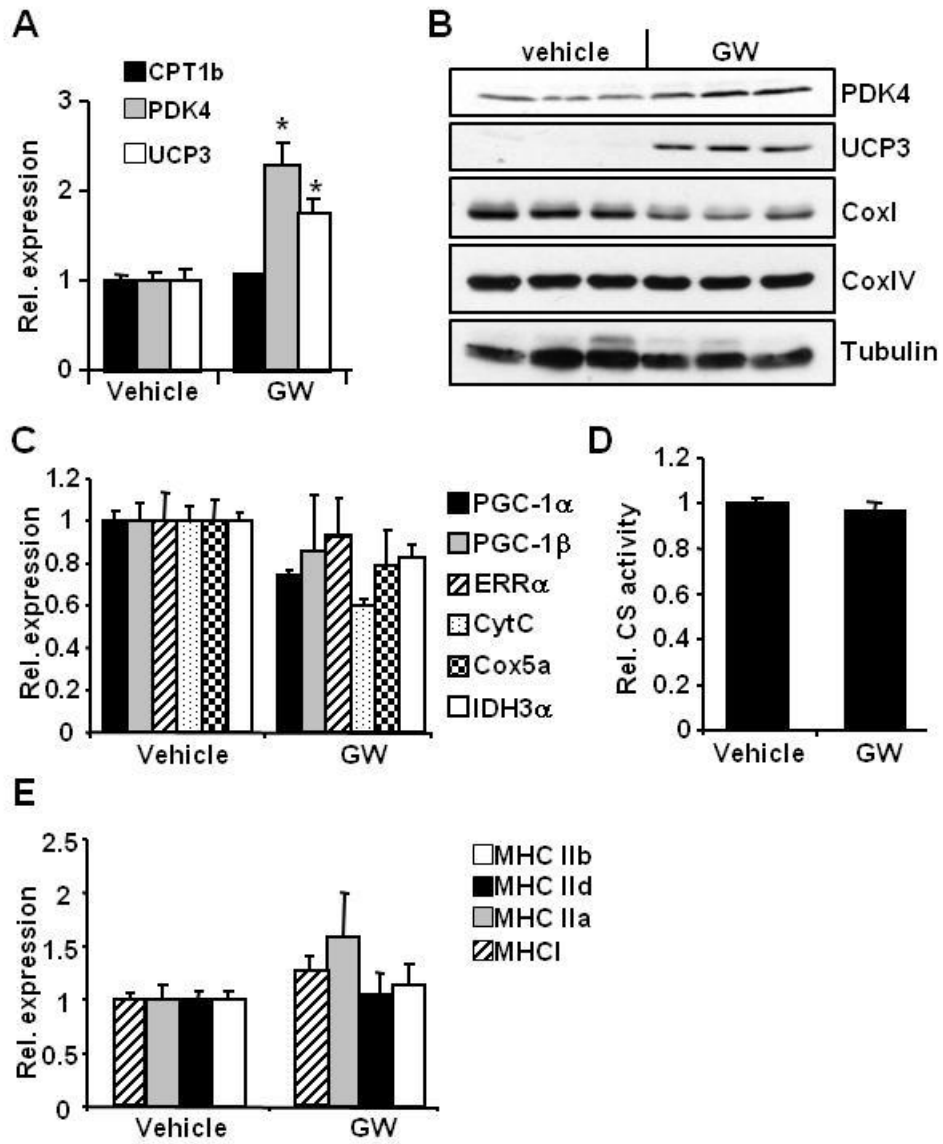 A
CPT1b
PDK4
UCP3
Rel. expression
3
2
1
0
*
*
Vehicle
GW
B
vehicle
GW
PDK4
UCP3
CoxI
CoxIV
Tubulin
C
Rel. expression
1.2
1
0.8
0.6
0.4
0.2
0
Vehicle
GW
PGC-1α
PGC-1β
ERRα
CytC
Cox5a
IDH3α
D
Rel. CS activity
1.2
1
0.8
0.6
0.4
0.2
0
Vehicle
GW
E
Rel. expression
2.5
2
1.5
1
0.5
0
Vehicle
GW
MHC IIb
MHC IId
MHC IIa
MHCI